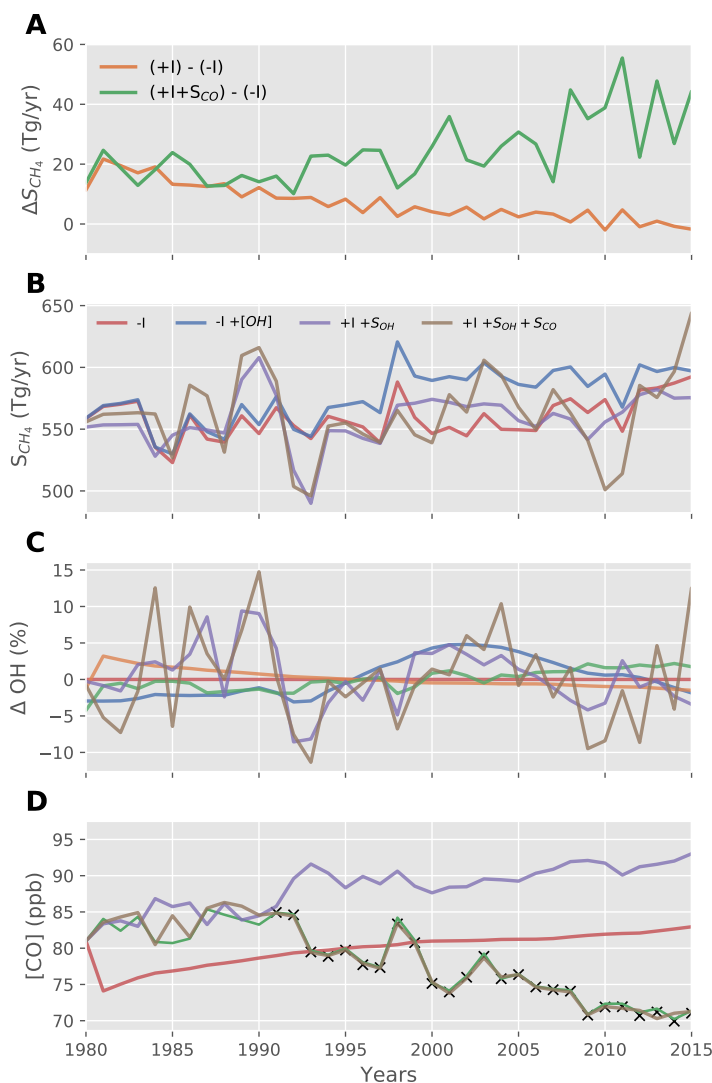 A
60
40
20
0
ΔS_CH4 (Tg/yr)
(+I) - (-I)
(+I+S_CO) - (-I)
B
650
600
550
500
S_CH4 (Tg/yr)
-I
-I +[OH]
+I +S_OH
+I +S_OH + S_CO
C
15
10
5
0
−5
−10
Δ OH (%)
D
95
90
85
80
75
70
[CO] (ppb)
1980 1985 1990 1995 2000 2005 2010 2015
Years